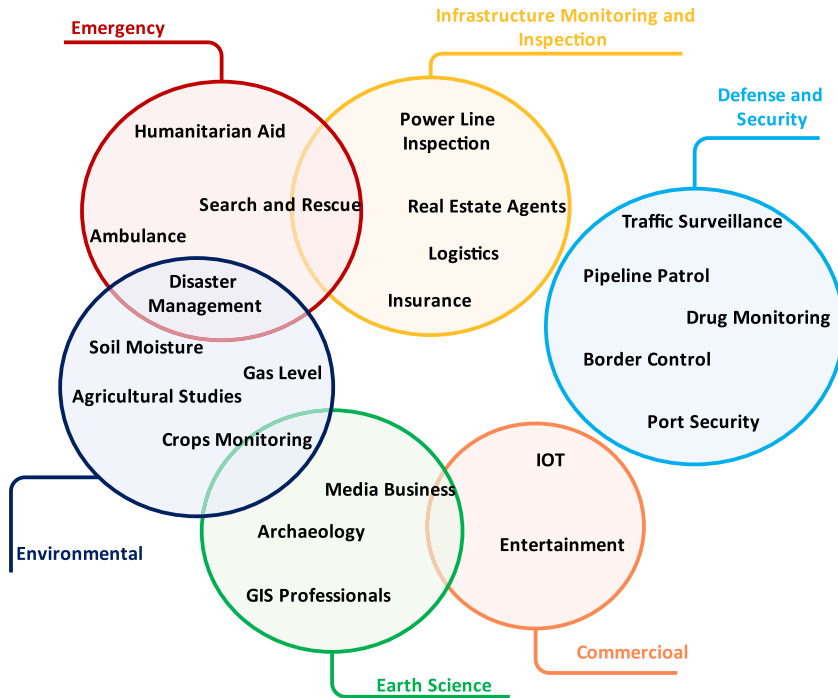 Emergency
Infrastructure Monitoring and
Inspection
Defense and
Security
Humanitarian Aid
Power Line
Inspection
Search and Rescue
Real Estate Agents
Ambulance
Logistics
Insurance
Traffic Surveillance
Pipeline Patrol
Drug Monitoring
Border Control
Port Security
Disaster
Management
Soil Moisture
Gas Level
Agricultural Studies
Crops Monitoring
Environmental
Media Business
Archaeology
GIS Professionals
Earth Science
IOT
Entertainment
Commercioal